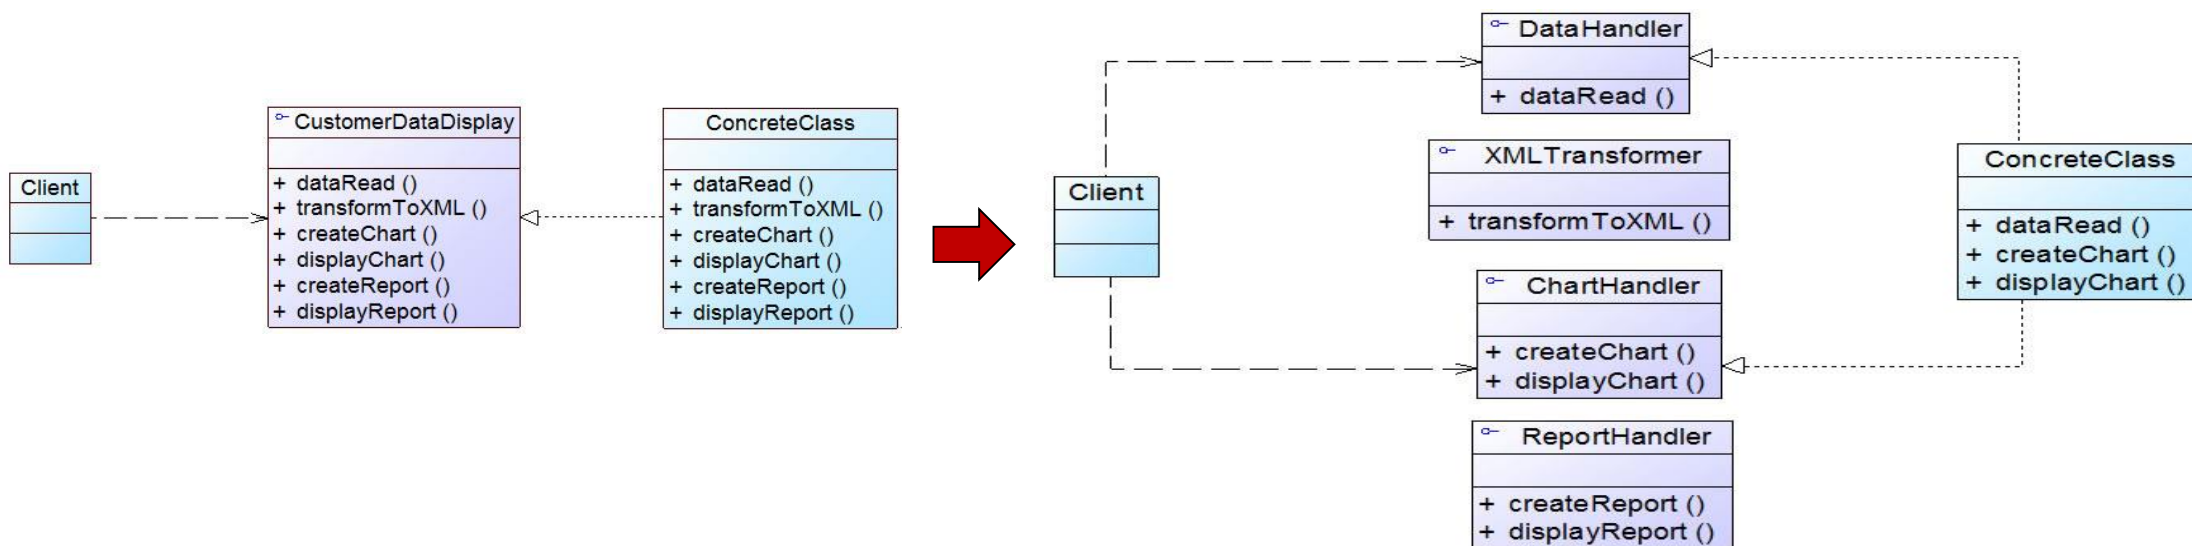 Client
CustomerDataDisplay
+ dataRead ()
+ transformToXML ()
+ createChart ()
+ displayChart ()
+ createReport ()
+ displayReport ()
ConcreteClass
+ dataRead ()
+ transformToXML ()
+ createChart ()
+ displayChart ()
+ createReport ()
+ displayReport ()
Client
DataHandler
+ dataRead ()
XMLTransformer
+ transformToXML ()
ChartHandler
+ createChart ()
+ displayChart ()
ReportHandler
+ createReport ()
+ displayReport ()
ConcreteClass
+ dataRead ()
+ createChart ()
+ displayChart ()